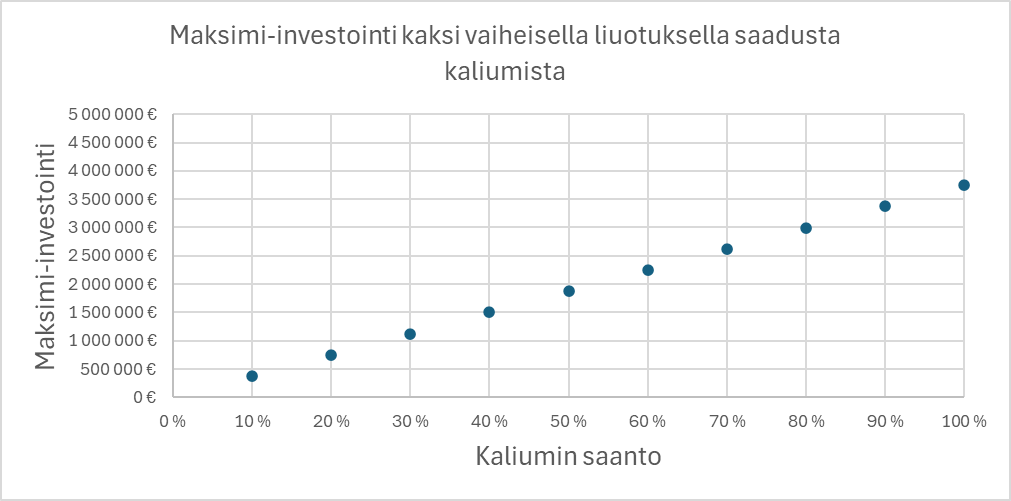 Maksimi-investointi kaksi vaiheisella liuotuksella saadusta
kaliumista
Maksimi-investointi
5 000 000 €
4 500 000 €
4 000 000 €
3 500 000 €
3 000 000 €
2 500 000 €
2 000 000 €
1 500 000 €
1 000 000 €
500 000 €
0 €
0 % 10 % 20 % 30 % 40 % 50 % 60 % 70 % 80 % 90 % 100 %
Kaliumin saanto